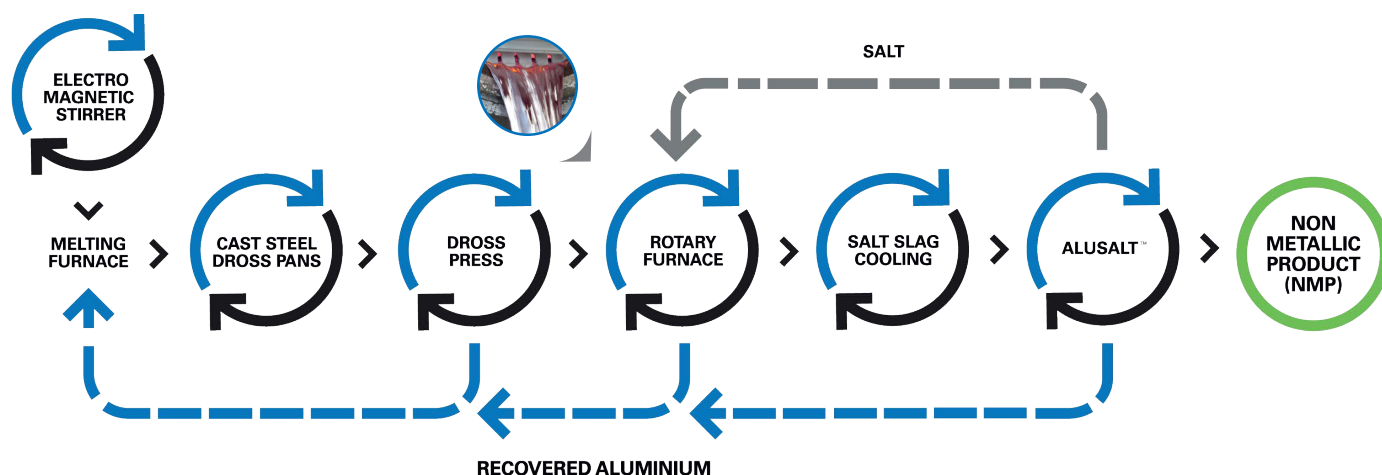 SALT
ELECTRO
MAGNETIC
STIRRER
MELTING
FURNACE
CAST STEEL
DROSS PANS
DROSS
PRESS
ROTARY
FURNACE
SALT SLAG
COOLING
ALUSALT™
NON
METALLIC
PRODUCT
(NMP)
RECOVERED ALUMINIUM